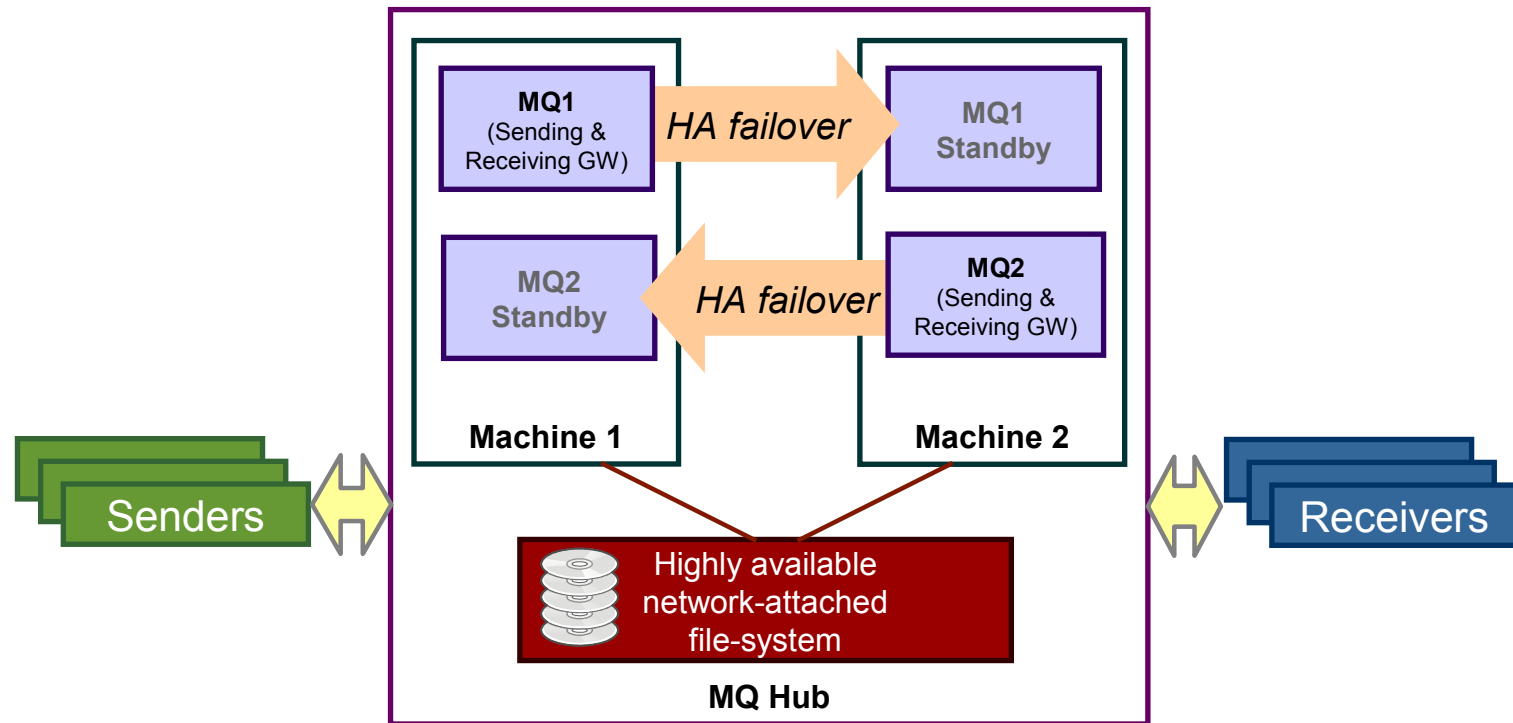 MQ1
(Sending &
Receiving GW)
HA failover
MQ1
Standby
MQ2
Standby
HA failover
MQ2
(Sending &
Receiving GW)
Machine 1
Machine 2
Senders
Receivers
Highly available
network-attached
file-system
MQ Hub